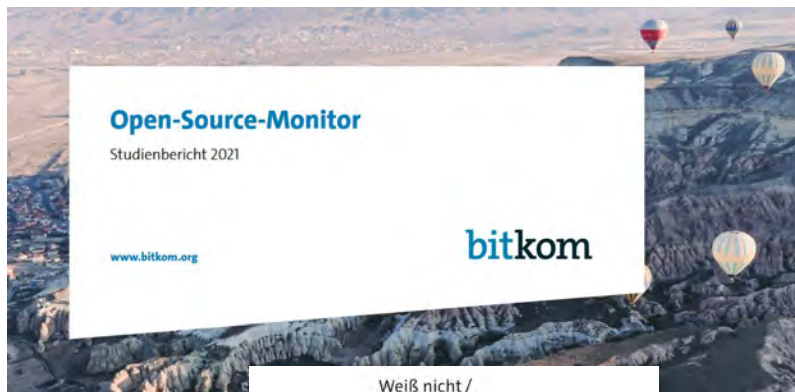 Open-Source-Monitor
Studienbericht 2021
www.bitkom.org
bitkom
Weiß nicht /